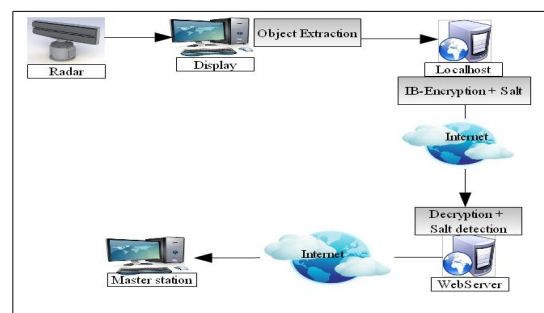 Radar
Display
Object Extraction
Localhost
IB-Encryption + Salt
Internet
Decryption +
Salt detection
WebServer
Internet
Master station